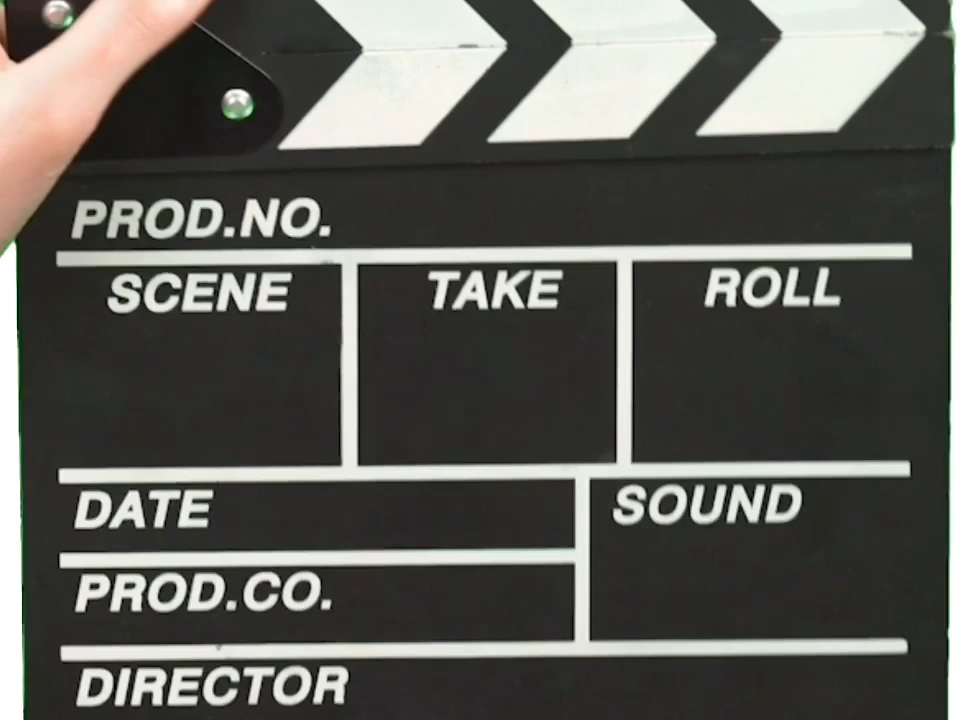 PROD.NO.
SCENE TAKE ROLL
DATE SOUND
PROD.CO.
DIRECTOR